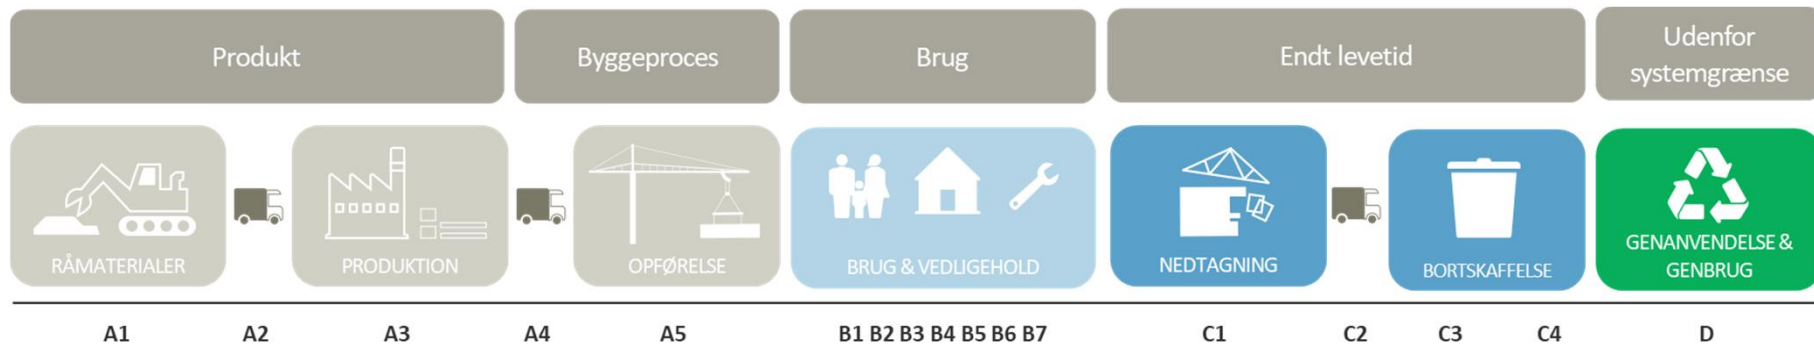 Produkt
Byggeproces
Brug
Endt levetid
Udenfor
systemgrænse
RÅMATERIALER
PRODUKTION
OPFØRELSE
BRUG & VEDLIGEHOLD
NEDTAGNING
BORTSKAFFELSE
GENANVENDELSE &
GENBRUG
A1 A2 A3 A4 A5 B1 B2 B3 B4 B5 B6 B7 C1 C2 C3 C4 D